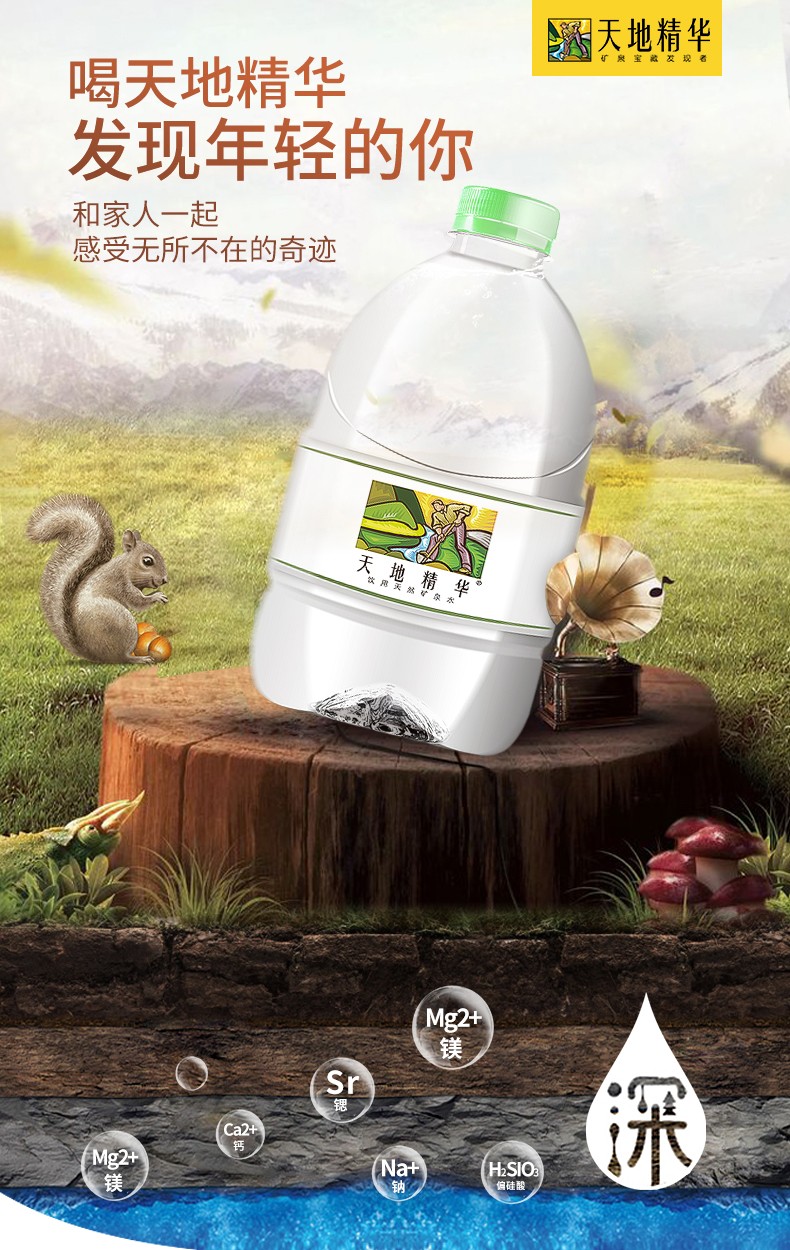 天地精华
矿泉宝藏发现者
喝天地精华
发现年轻的你
和家人一起
感受无所不在的奇迹
天地精华®
饮用天然矿泉水
Mg2+
镁
Sr
锶
Ca2+
钙
Mg2+
镁
Na+
钠
H₂SIO₃
偏硅酸
深